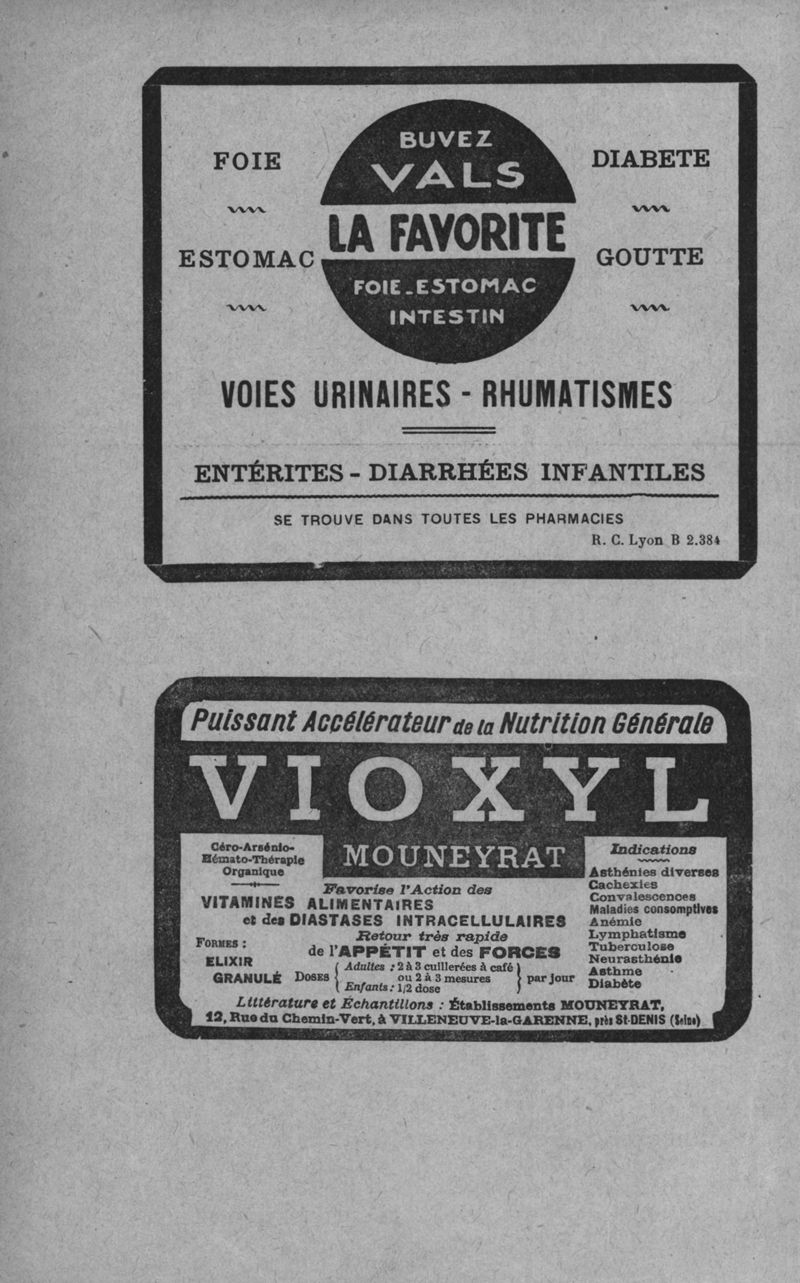 BUVEZ
VALS
LA FAVORITE
FOIE-ESTOMAC
INTESTIN
FOIE
ESTOMAC
DIABETE
GOUTTE
VOIES URINAIRES - RHUMATISMES
ENTÉRITES - DIARRHÉES INFANTILES
SE TROUVE DANS TOUTES LES PHARMACIES
R. C. Lyon B 2.384
Puissant Accélérateur de la Nutrition Générale
VIOXYL
MOUNEYRAT
Céro-Arsénio-
Hémato-Thérapie
Organique
Favorise l'Action des
VITAMINES ALIMENTAIRES
et des DIASTASES INTRACELLULAIRES
Retour très rapide
de l'APPÉTIT et des FORCES
FORMES :
ELIXIR
GRANULÉ
DOSES
Adultes : 2 à 3 cuillerées à café
ou 2 à 3 mesures
Enfants : 1/2 dose
par Jour
Indications
Asthénies diverses
Cachexies
Convalescences
Maladies consomptives
Anémie
Lymphatisme
Tuberculose
Neurasthénie
Asthme
Diabète
Littérature et Échantillons : Établissements MOUNEYRAT,
12, Rue du Chemin-Vert, à VILLENEUVE-la-GARENNE, près St-DENIS (Seine)